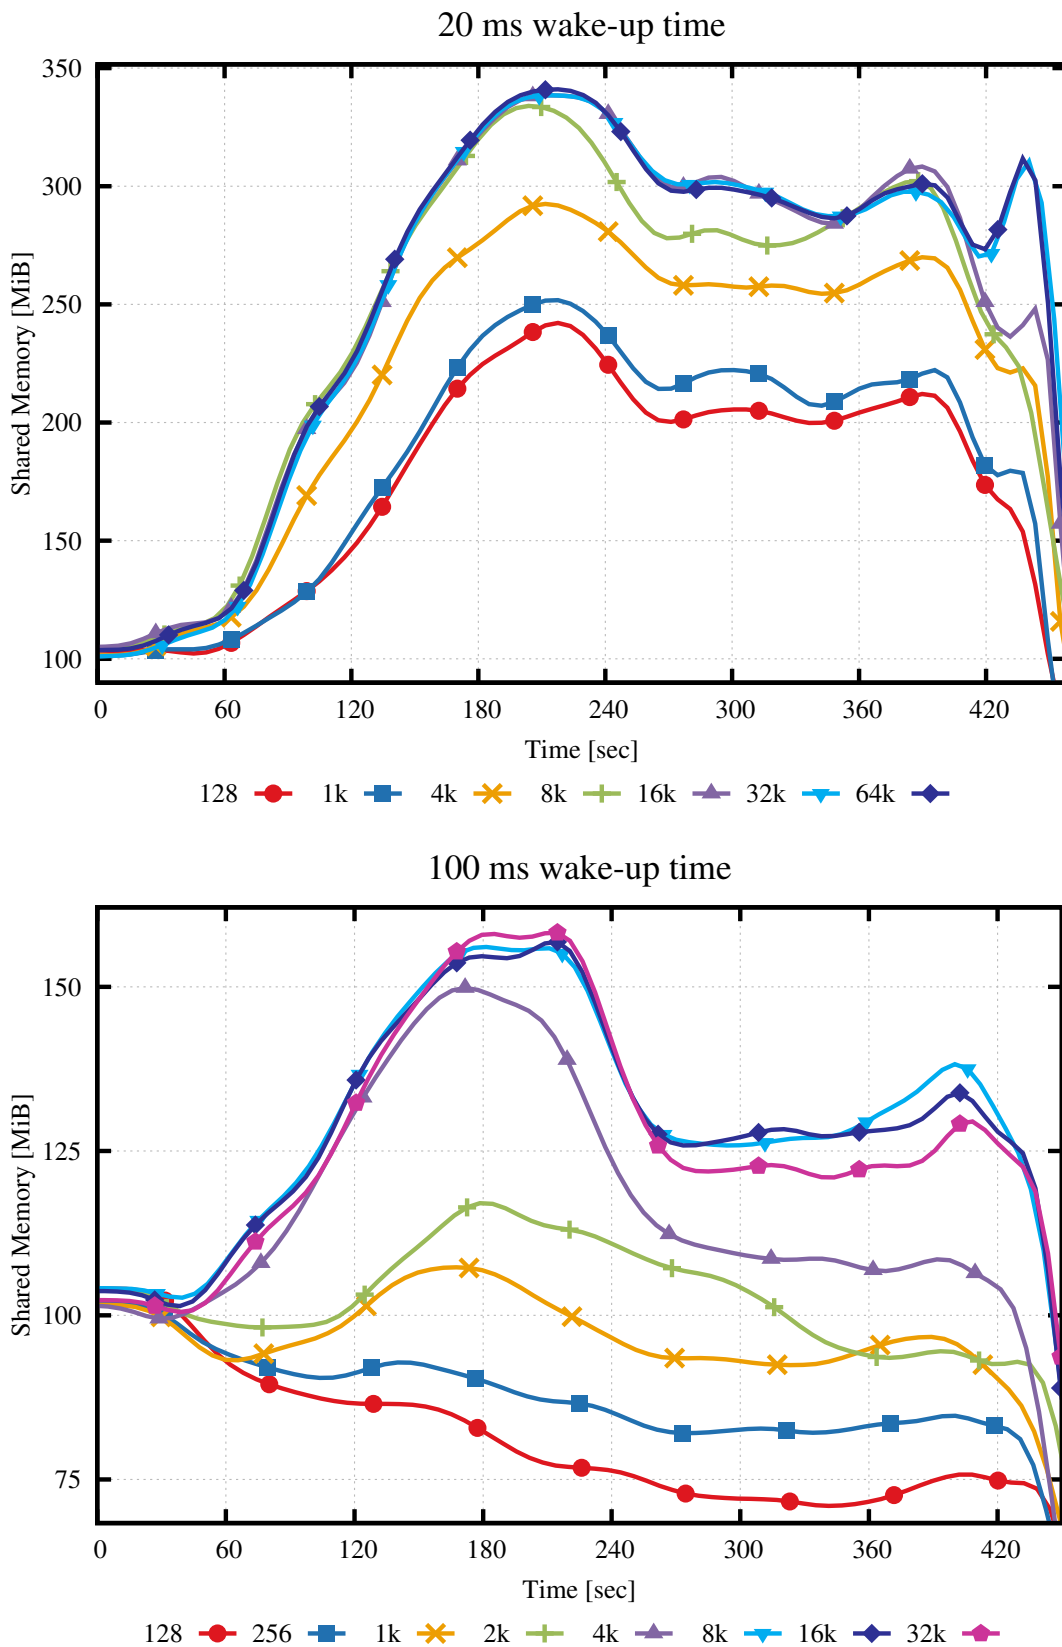 20 ms wake-up time
350
300
250
200
150
100
Shared Memory [MiB]
0 60 120 180 240 300 360 420
Time [sec]
128 1k 4k 8k 16k 32k 64k
100 ms wake-up time
150
125
100
75
Shared Memory [MiB]
0 60 120 180 240 300 360 420
Time [sec]
128 256 1k 2k 4k 8k 16k 32k